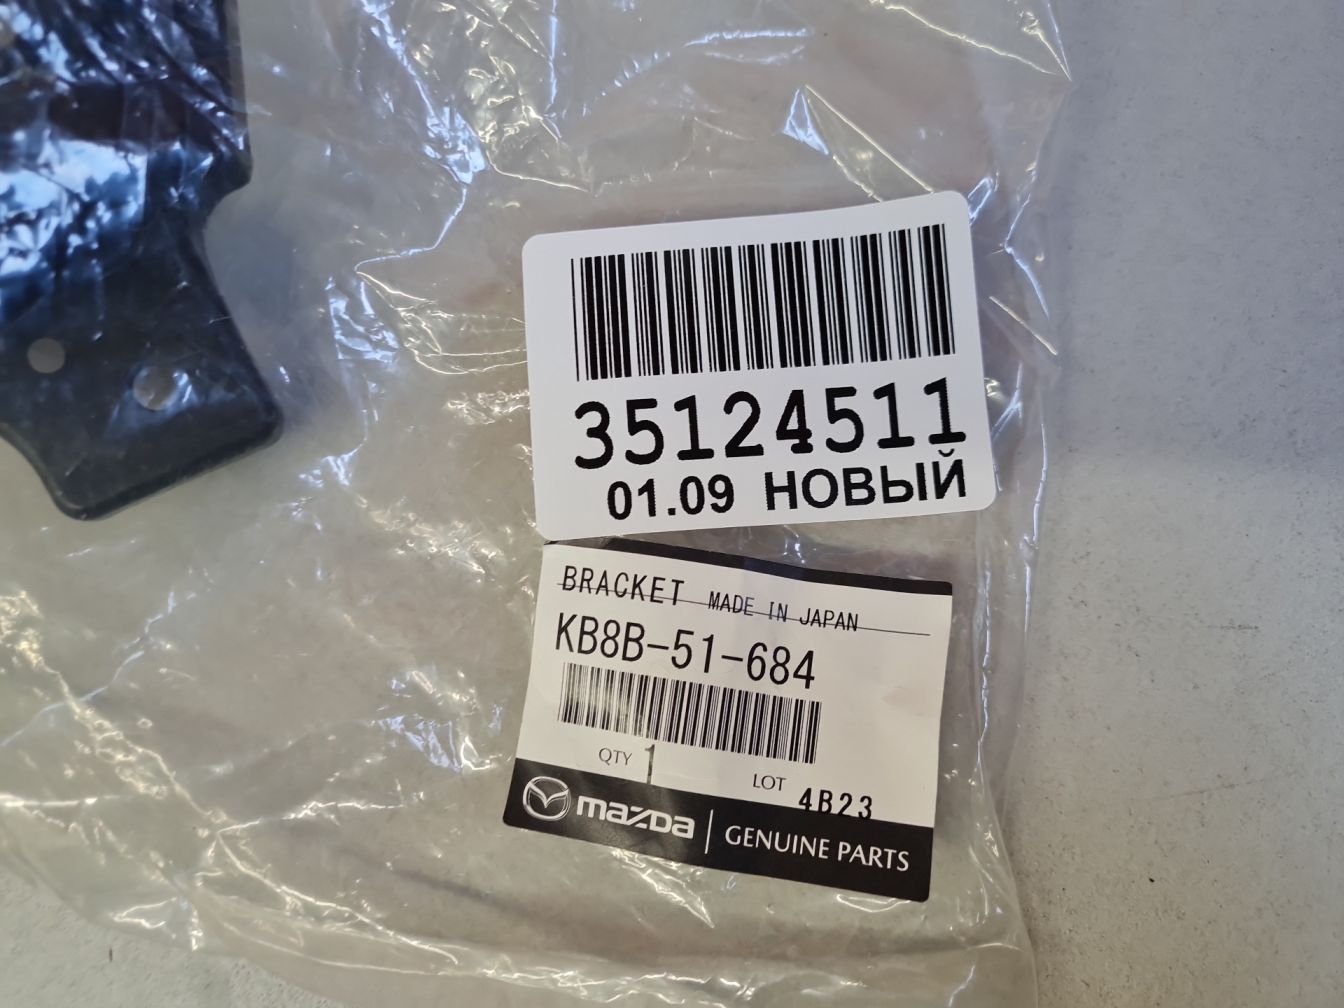 35124511
01.09 НОВЫЙ
BRACKET MADE IN JAPAN
KB8B-51-684
QTY 1 LOT 4B23
mazda GENUINE PARTS